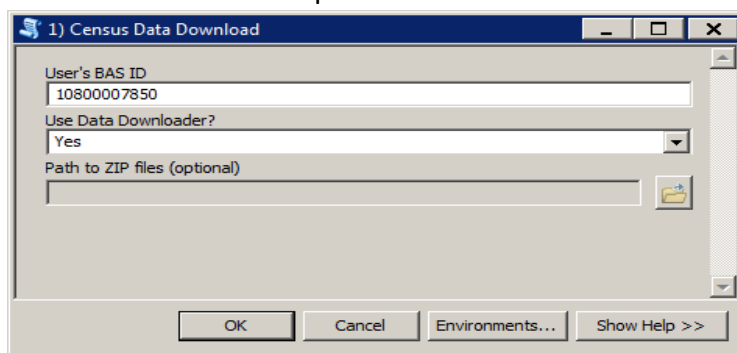 1) Census Data Download
User's BAS ID
10800007850
Use Data Downloader?
Yes
Path to ZIP files (optional)
OK Cancel Environments... Show Help >>